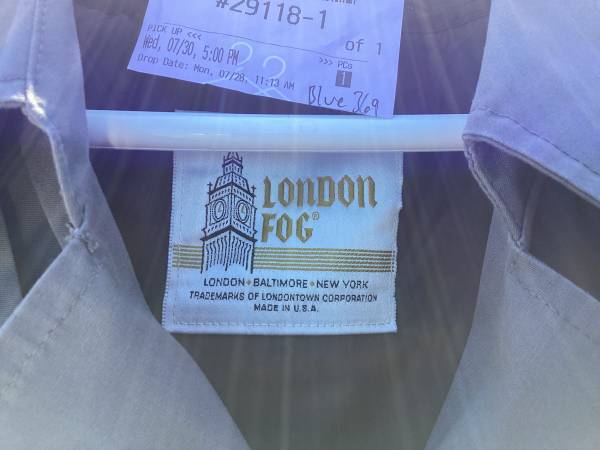 #29118-1
of 1
PICK UP <<<
Wed, 07/30, 5:00 PM
>>> PCs
1
Drop Date: Mon, 07/28, 11:13 AM
22
Blue 369
LONDON
FOG®
LONDON • BALTIMORE • NEW YORK
TRADEMARKS OF LONDONTOWN CORPORATION
MADE IN U.S.A.